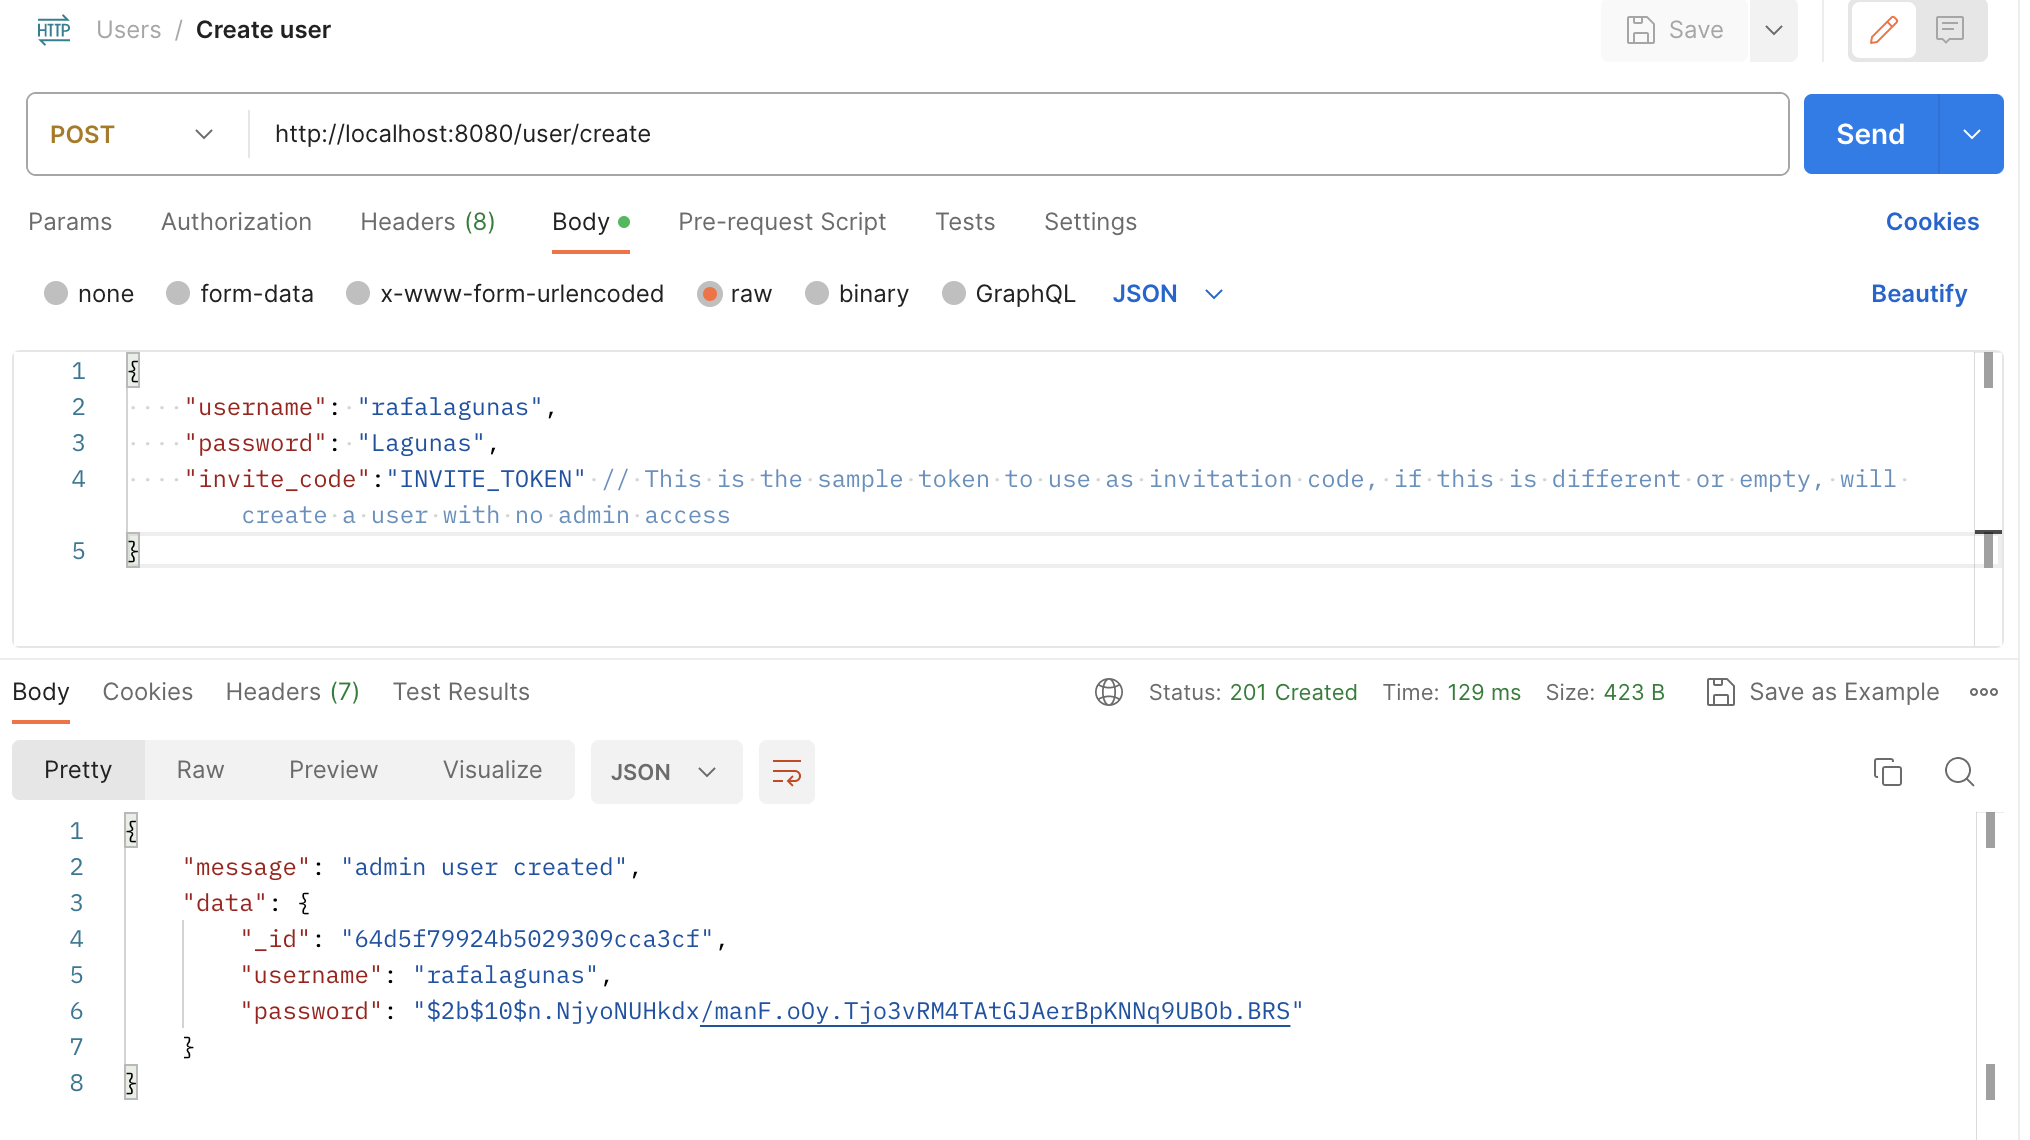 HTTP Users / Create user Save
POST http://localhost:8080/user/create Send
Params Authorization Headers (8) Body Pre-request Script Tests Settings Cookies
none form-data x-www-form-urlencoded raw binary GraphQL JSON Beautify
1 {
2 "username": "rafalagunas",
3 "password": "Lagunas",
4 "invite_code":"INVITE_TOKEN" // This is the sample token to use as invitation code, if this is different or empty, will
create a user with no admin access
5 }
Body Cookies Headers (7) Test Results Status: 201 Created Time: 129 ms Size: 423 B Save as Example
Pretty Raw Preview Visualize JSON
1 {
2 "message": "admin user created",
3 "data": {
4 "_id": "64d5f79924b5029309cca3cf",
5 "username": "rafalagunas",
6 "password": "$2b$10$n.NjyoNUHkdx/manF.oOy.Tjo3vRM4TAtGJAerBpKNNq9UBOb.BRS"
7 }
8 }